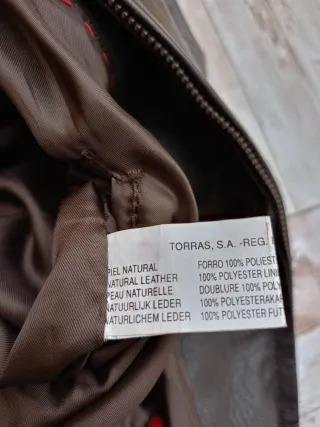 TORRAS, S.A. -REG.
PIEL NATURAL FORRO 100% POLIEST
NATURAL LEATHER 100% POLYESTER LINI
PEAU NATURELLE DOUBLURE 100% POLY
NATUURLIJK LEDER 100% POLYESTERAKAR
NATURLICHEM LEDER 100% POLYESTER FUT